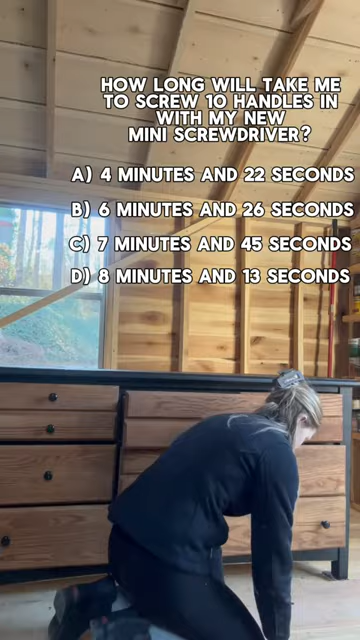 HOW LONG WILL TAKE ME
TO SCREW 10 HANDLES IN
WITH MY NEW
MINI SCREWDRIVER?
A) 4 MINUTES AND 22 SECONDS
B) 6 MINUTES AND 26 SECONDS
C) 7 MINUTES AND 45 SECONDS
D) 8 MINUTES AND 13 SECONDS